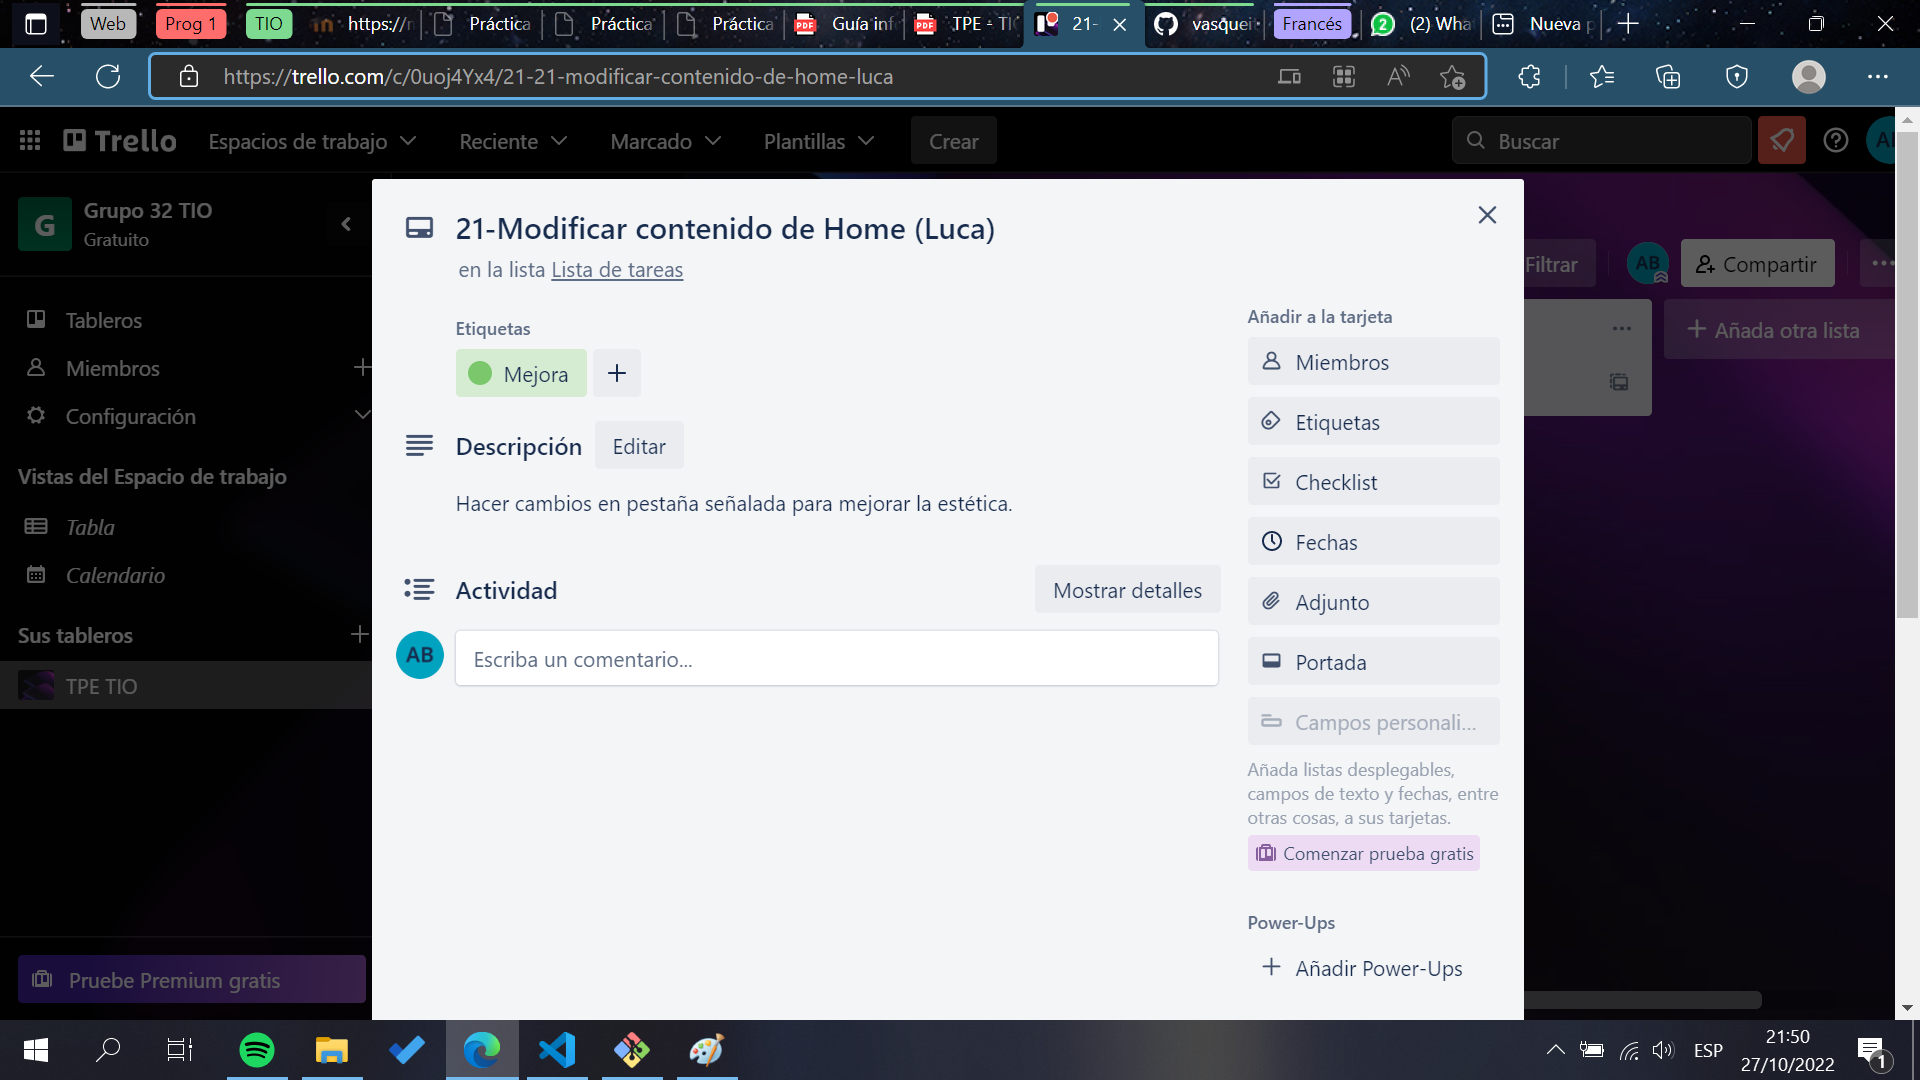 Web
Prog 1
TIO
https://
Práctica
Práctica
Práctica
Guía inf
TPE - TI
21-
vasquei
Francés
(2) Wha
Nueva p
https://trello.com/c/0uoj4Yx4/21-21-modificar-contenido-de-home-luca
Trello
Espacios de trabajo
Reciente
Marcado
Plantillas
Crear
Buscar
G
Grupo 32 TIO
Gratuito
Tableros
Miembros
Configuración
Vistas del Espacio de trabajo
Tabla
Calendario
Sus tableros
TPE TIO
Pruebe Premium gratis
21-Modificar contenido de Home (Luca)
en la lista Lista de tareas
Etiquetas
Mejora
Descripción
Editar
Hacer cambios en pestaña señalada para mejorar la estética.
Actividad
Mostrar detalles
AB
Escriba un comentario...
Añadir a la tarjeta
Miembros
Etiquetas
Checklist
Fechas
Adjunto
Portada
Campos personali...
Añada listas desplegables,
campos de texto y fechas, entre
otras cosas, a sus tarjetas.
Comenzar prueba gratis
Power-Ups
Añadir Power-Ups
Filtrar
AB
Compartir
Añada otra lista
ESP
21:50
27/10/2022
1